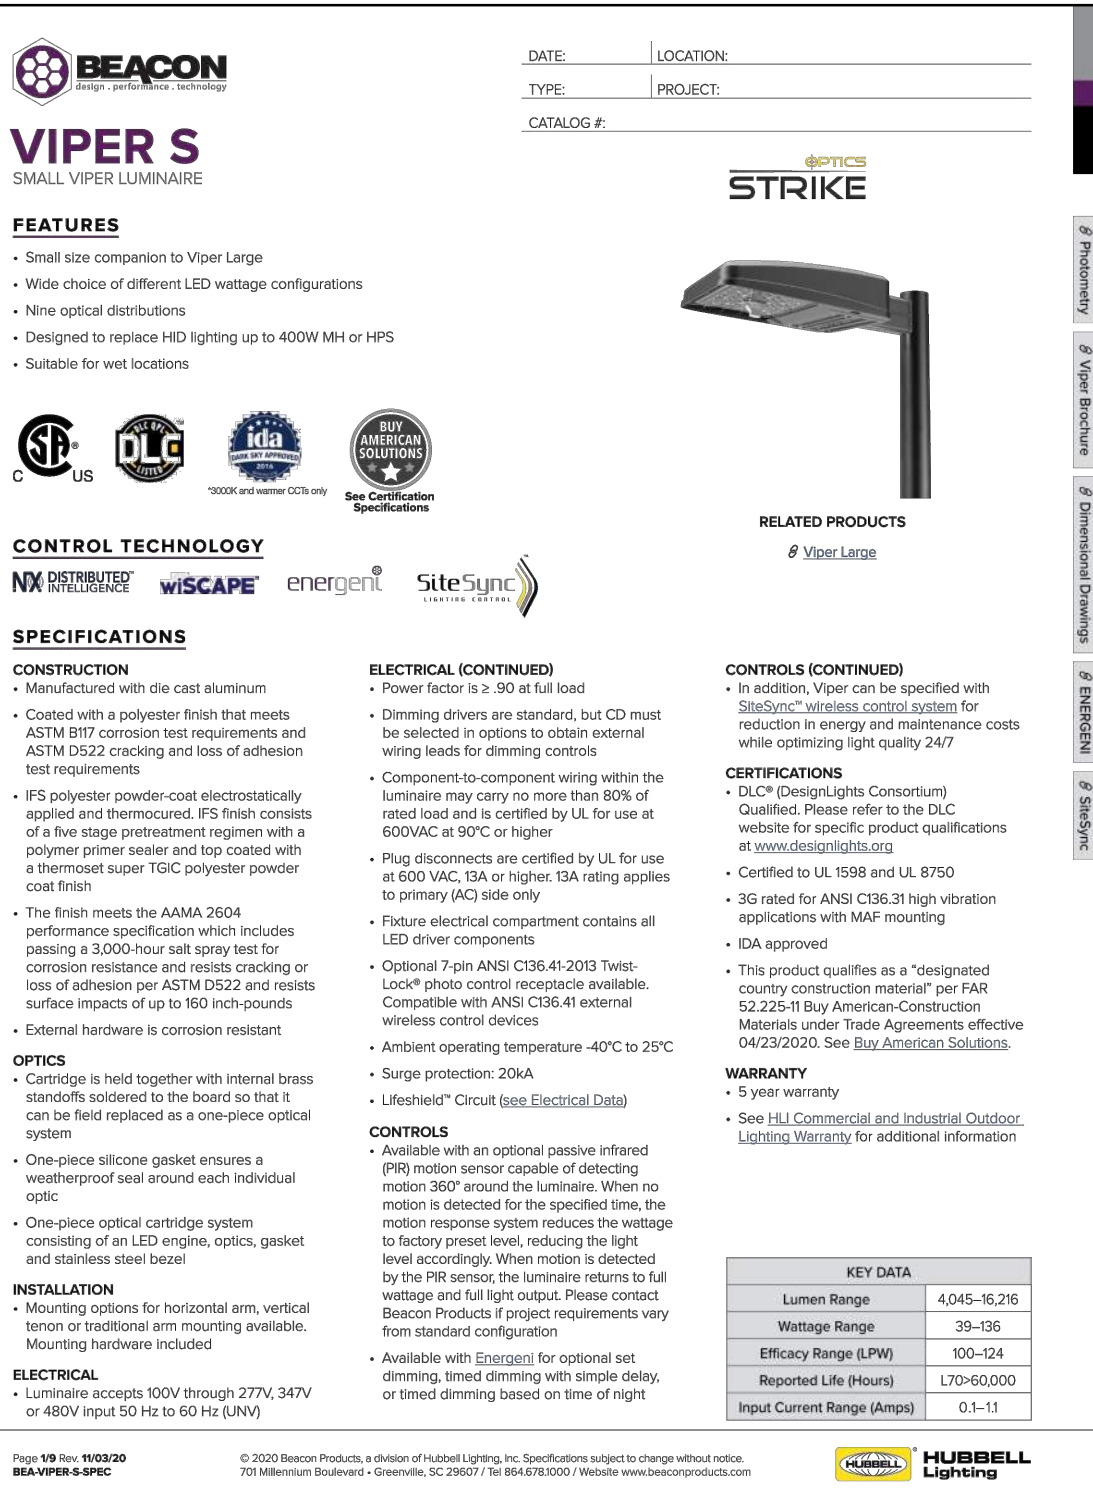 BEACON
design . performance . technology
DATE:
LOCATION:
TYPE:
PROJECT:
CATALOG #:
VIPER S
SMALL VIPER LUMINAIRE
OPTICS
STRIKE
FEATURES
• Small size companion to Viper Large
• Wide choice of different LED wattage configurations
• Nine optical distributions
• Designed to replace HID lighting up to 400W MH or HPS
• Suitable for wet locations
C SA ® US
DLC QPL
DLC
LISTED
ida
DARK SKY APPROVED
2016
*3000K and warmer CCTs only
BUY
AMERICAN
SOLUTIONS
See Certification
Specifications
RELATED PRODUCTS
Viper Large
CONTROL TECHNOLOGY
NX DISTRIBUTED™
INTELLIGENCE
wiSCAPE™
energeni
SiteSync™
LIGHTING CONTROL
SPECIFICATIONS
CONSTRUCTION
• Manufactured with die cast aluminum
• Coated with a polyester finish that meets
ASTM B117 corrosion test requirements and
ASTM D522 cracking and loss of adhesion
test requirements
• IFS polyester powder-coat electrostatically
applied and thermocured. IFS finish consists
of a five stage pretreatment regimen with a
polymer primer sealer and top coated with
a thermoset super TGIC polyester powder
coat finish
• The finish meets the AAMA 2604
performance specification which includes
passing a 3,000-hour salt spray test for
corrosion resistance and resists cracking or
loss of adhesion per ASTM D522 and resists
surface impacts of up to 160 inch-pounds
• External hardware is corrosion resistant
OPTICS
• Cartridge is held together with internal brass
standoffs soldered to the board so that it
can be field replaced as a one-piece optical
system
• One-piece silicone gasket ensures a
weatherproof seal around each individual
optic
• One-piece optical cartridge system
consisting of an LED engine, optics, gasket
and stainless steel bezel
INSTALLATION
• Mounting options for horizontal arm, vertical
tenon or traditional arm mounting available.
Mounting hardware included
ELECTRICAL
• Luminaire accepts 100V through 277V, 347V
or 480V input 50 Hz to 60 Hz (UNV)
ELECTRICAL (CONTINUED)
• Power factor is ≥ .90 at full load
• Dimming drivers are standard, but CD must
be selected in options to obtain external
wiring leads for dimming controls
• Component-to-component wiring within the
luminaire may carry no more than 80% of
rated load and is certified by UL for use at
600VAC at 90°C or higher
• Plug disconnects are certified by UL for use
at 600 VAC, 13A or higher. 13A rating applies
to primary (AC) side only
• Fixture electrical compartment contains all
LED driver components
• Optional 7-pin ANSI C136.41-2013 Twist-
Lock® photo control receptacle available.
Compatible with ANSI C136.41 external
wireless control devices
• Ambient operating temperature -40°C to 25°C
• Surge protection: 20kA
• Lifeshield™ Circuit (see Electrical Data)
CONTROLS
• Available with an optional passive infrared
(PIR) motion sensor capable of detecting
motion 360° around the luminaire. When no
motion is detected for the specified time, the
motion response system reduces the wattage
to factory preset level, reducing the light
level accordingly. When motion is detected
by the PIR sensor, the luminaire returns to full
wattage and full light output. Please contact
Beacon Products if project requirements vary
from standard configuration
• Available with Energeni for optional set
dimming, timed dimming with simple delay,
or timed dimming based on time of night
CONTROLS (CONTINUED)
• In addition, Viper can be specified with
SiteSync™ wireless control system for
reduction in energy and maintenance costs
while optimizing light quality 24/7
CERTIFICATIONS
• DLC® (DesignLights Consortium)
Qualified. Please refer to the DLC
website for specific product qualifications
at www.designlights.org
• Certified to UL 1598 and UL 8750
• 3G rated for ANSI C136.31 high vibration
applications with MAF mounting
• IDA approved
• This product qualifies as a “designated
country construction material” per FAR
52.225-11 Buy American-Construction
Materials under Trade Agreements effective
04/23/2020. See Buy American Solutions.
WARRANTY
• 5 year warranty
• See HLI Commercial and Industrial Outdoor
Lighting Warranty for additional information
KEY DATA
Lumen Range 4,045–16,216
Wattage Range 39–136
Efficacy Range (LPW) 100–124
Reported Life (Hours) L70>60,000
Input Current Range (Amps) 0.1–1.1
Photometry
Viper Brochure
Dimensional Drawings
ENERGENI
SiteSync
Page 1/9 Rev. 11/03/20
BEA-VIPER-S-SPEC
© 2020 Beacon Products, a division of Hubbell Lighting, Inc. Specifications subject to change without notice.
701 Millennium Boulevard • Greenville, SC 29607 / Tel 864.678.1000 / Website www.beaconproducts.com
HUBBELL®
HUBBELL
Lighting